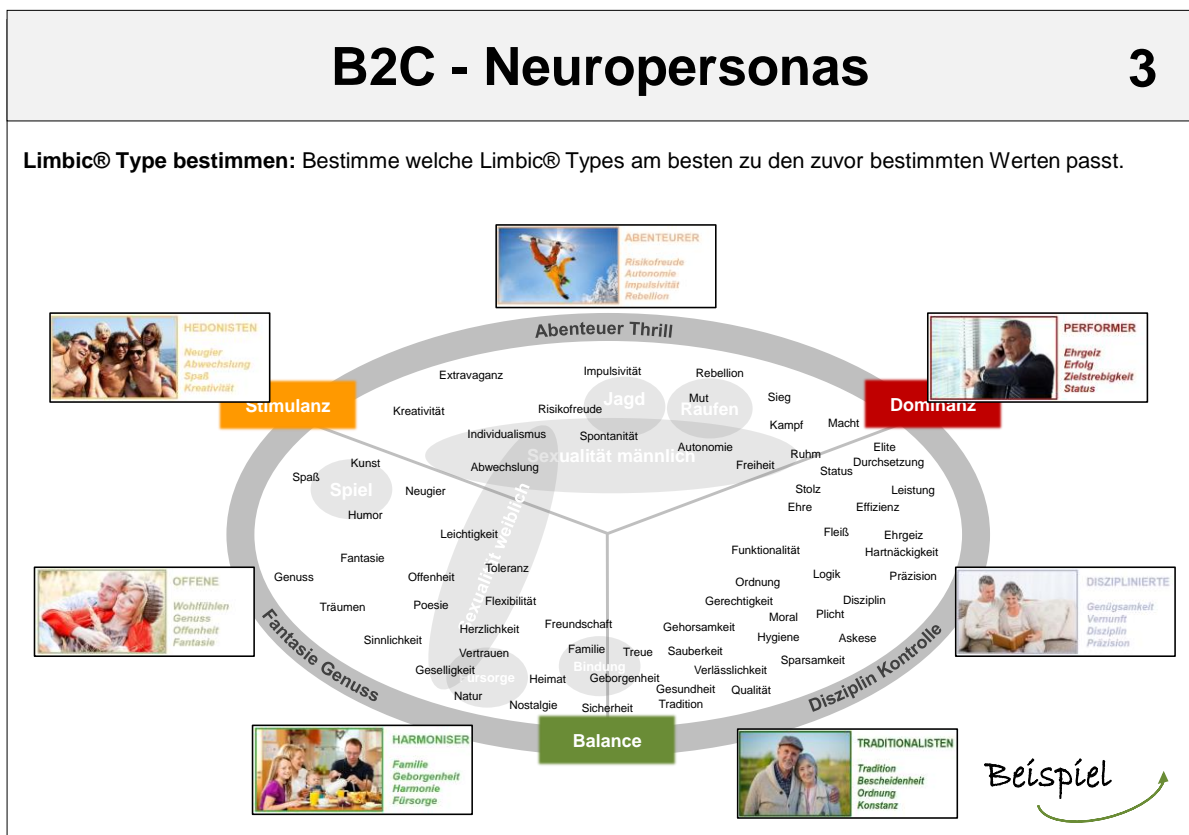 B2C - Neuropersonas
3
Limbic® Type bestimmen: Bestimme welche Limbic® Types am besten zu den zuvor bestimmten Werten passt.
ABENTEURER
Risikofreude
Autonomie
Impulsivität
Rebellion
HEDONISTEN
Neugier
Abwechslung
Spaß
Kreativität
PERFORMER
Ehrgeiz
Erfolg
Zielstrebigkeit
Status
Abenteuer Thrill
Stimulanz
Dominanz
Extravaganz
Impulsivität
Rebellion
Kreativität
Risikofreude
Jagd
Mut
Raufen
Sieg
Kampf
Macht
Individualismus
Spontanität
Autonomie
Sexualität männlich
Abwechslung
Freiheit
Ruhm
Elite
Durchsetzung
Status
Kunst
Spaß
Spiel
Neugier
Stolz
Leistung
Ehre
Effizienz
Humor
Leichtigkeit
Sexualität weiblich
Fleiß
Ehrgeiz
Funktionalität
Hartnäckigkeit
Fantasie
Genuss
Offenheit
Toleranz
Ordnung
Logik
Präzision
Träumen
Poesie
Flexibilität
Gerechtigkeit
Disziplin
Moral
Plicht
Sinnlichkeit
Herzlichkeit
Freundschaft
Gehorsamkeit
Hygiene
Askese
Vertrauen
Familie
Treue
Sauberkeit
Sparsamkeit
Geselligkeit
Bindung
Verlässlichkeit
Fürsorge
Heimat
Geborgenheit
Natur
Gesundheit
Qualität
Nostalgie
Sicherheit
Tradition
Fantasie Genuss
Disziplin Kontrolle
Balance
OFFENE
Wohlfühlen
Genuss
Offenheit
Fantasie
DISZIPLINIERTE
Genügsamkeit
Vernunft
Disziplin
Präzision
HARMONISER
Familie
Geborgenheit
Harmonie
Fürsorge
TRADITIONALISTEN
Tradition
Bescheidenheit
Ordnung
Konstanz
Beispiel